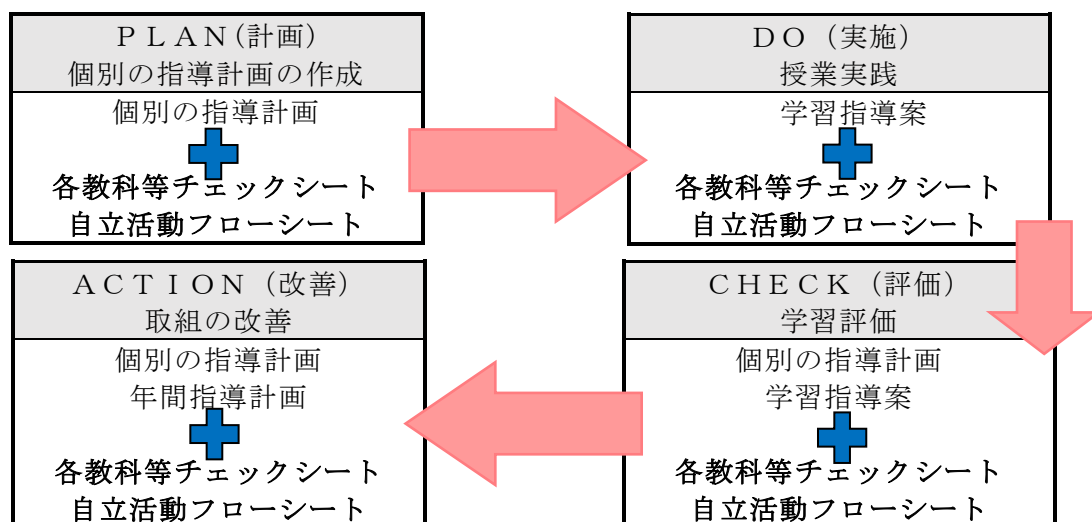 ＰＬＡＮ（計画）
個別の指導計画の作成
個別の指導計画
各教科等チェックシート
自立活動フローシート
ＤＯ（実施）
授業実践
学習指導案
各教科等チェックシート
自立活動フローシート
ＡＣＴＩＯＮ（改善）
取組の改善
個別の指導計画
年間指導計画
各教科等チェックシート
自立活動フローシート
ＣＨＥＣＫ（評価）
学習評価
個別の指導計画
学習指導案
各教科等チェックシート
自立活動フローシート